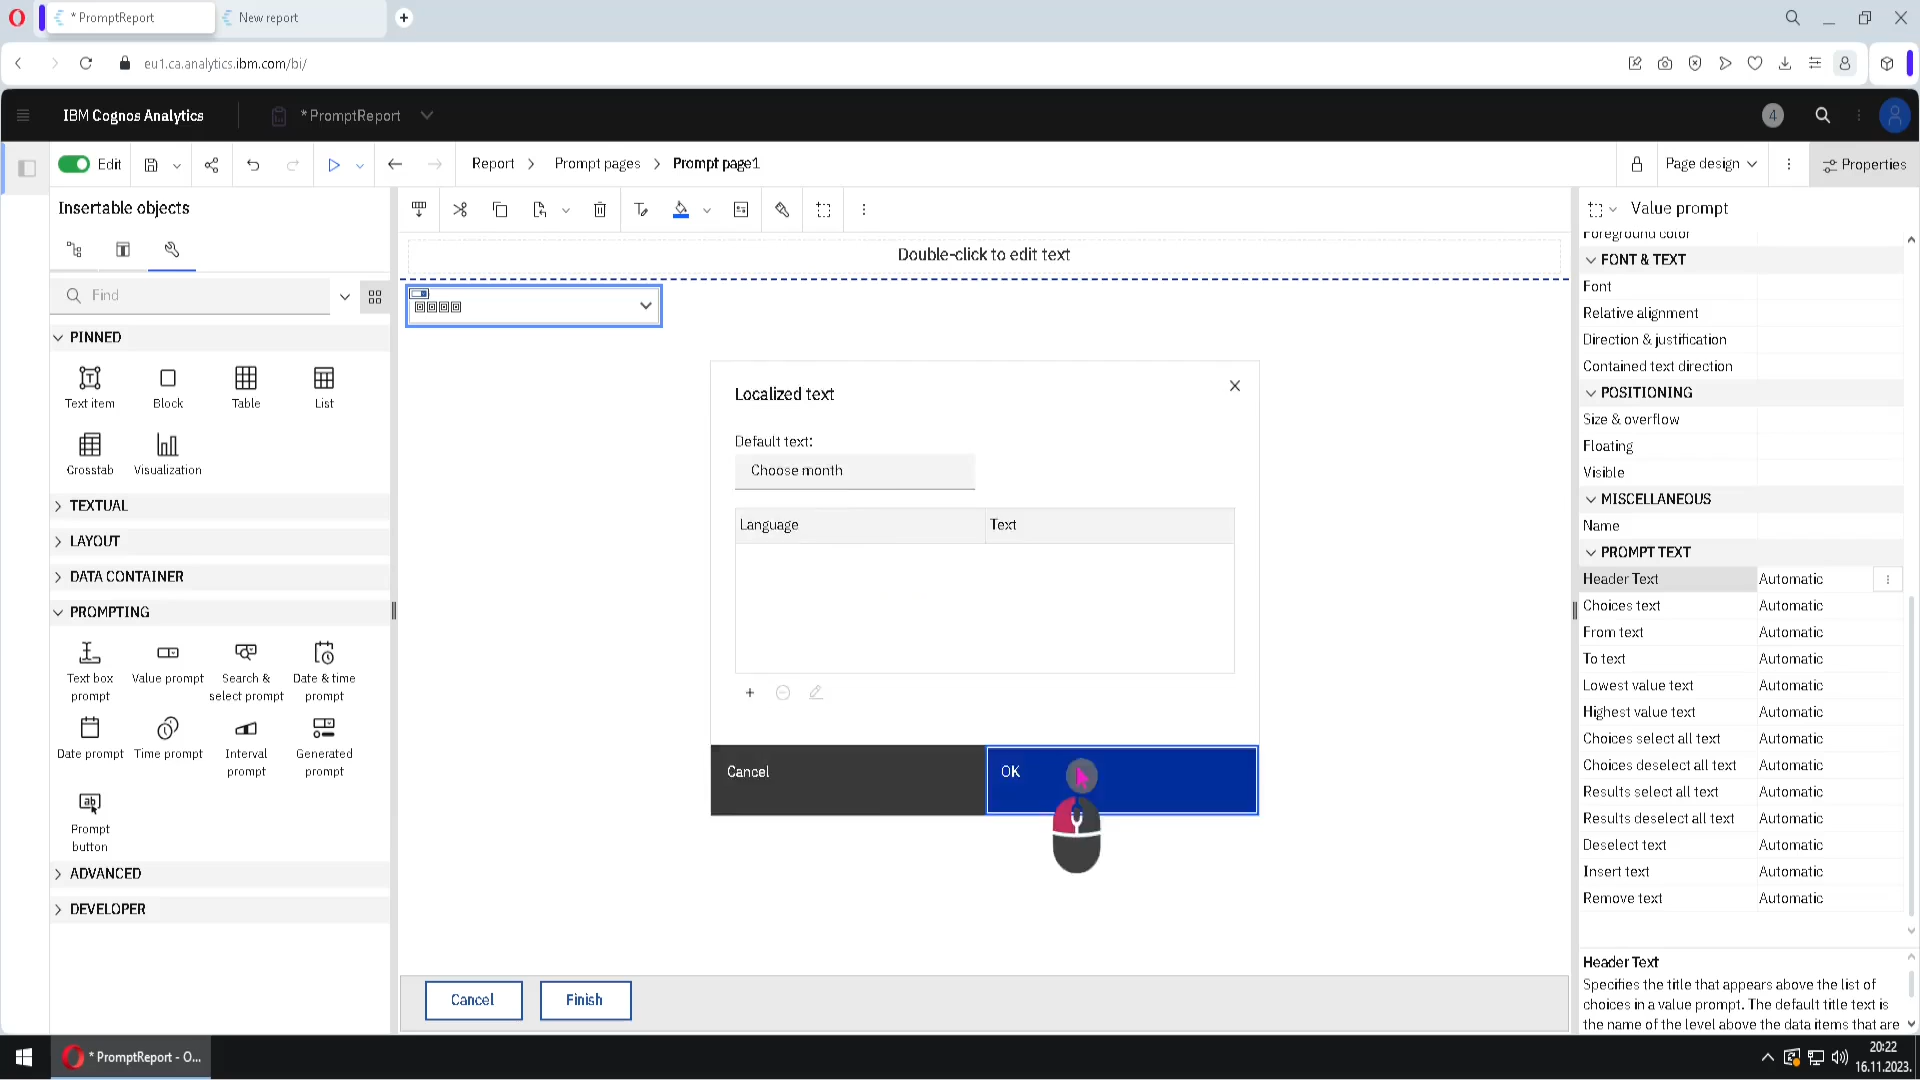 * PromptReport
New report
eu1.ca.analytics.ibm.com/bi/
IBM Cognos Analytics
* PromptReport
4
Edit
Report
Prompt pages
Prompt page1
Page design
Properties
Insertable objects
Find
PINNED
Text item
Block
Table
List
Crosstab
Visualization
TEXTUAL
LAYOUT
DATA CONTAINER
PROMPTING
Text box prompt
Value prompt
Search & select prompt
Date & time prompt
Date prompt
Time prompt
Interval prompt
Generated prompt
Prompt button
ADVANCED
DEVELOPER
Double-click to edit text
Localized text
Default text:
Choose month
Language
Text
Cancel
OK
Cancel
Finish
Value prompt
Foreground color
FONT & TEXT
Font
Relative alignment
Direction & justification
Contained text direction
POSITIONING
Size & overflow
Floating
Visible
MISCELLANEOUS
Name
PROMPT TEXT
Header Text Automatic
Choices text Automatic
From text Automatic
To text Automatic
Lowest value text Automatic
Highest value text Automatic
Choices select all text Automatic
Choices deselect all text Automatic
Results select all text Automatic
Results deselect all text Automatic
Deselect text Automatic
Insert text Automatic
Remove text Automatic
Header Text
Specifies the title that appears above the list of
choices in a value prompt. The default title text is
the name of the level above the data items that are
* PromptReport - O...
20:22
16.11.2023.